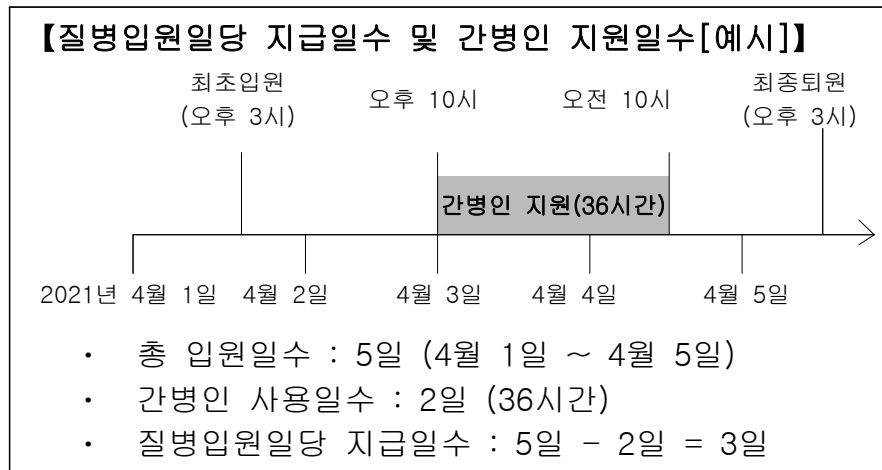 【질병입원일당 지급일수 및 간병인 지원일수[예시]】
최초입원
(오후 3시)
오후 10시
오전 10시
최종퇴원
(오후 3시)
간병인 지원(36시간)
2021년 4월 1일 4월 2일 4월 3일 4월 4일 4월 5일
· 총 입원일수 : 5일 (4월 1일 ~ 4월 5일)
· 간병인 사용일수 : 2일 (36시간)
· 질병입원일당 지급일수 : 5일 - 2일 = 3일